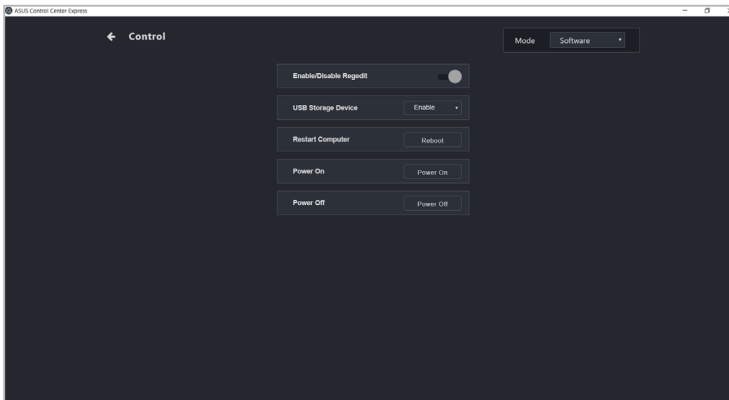 ASUS Control Center Express
Control
Mode Software
Enable/Disable Regedit
USB Storage Device Enable
Restart Computer Reboot
Power On Power On
Power Off Power Off